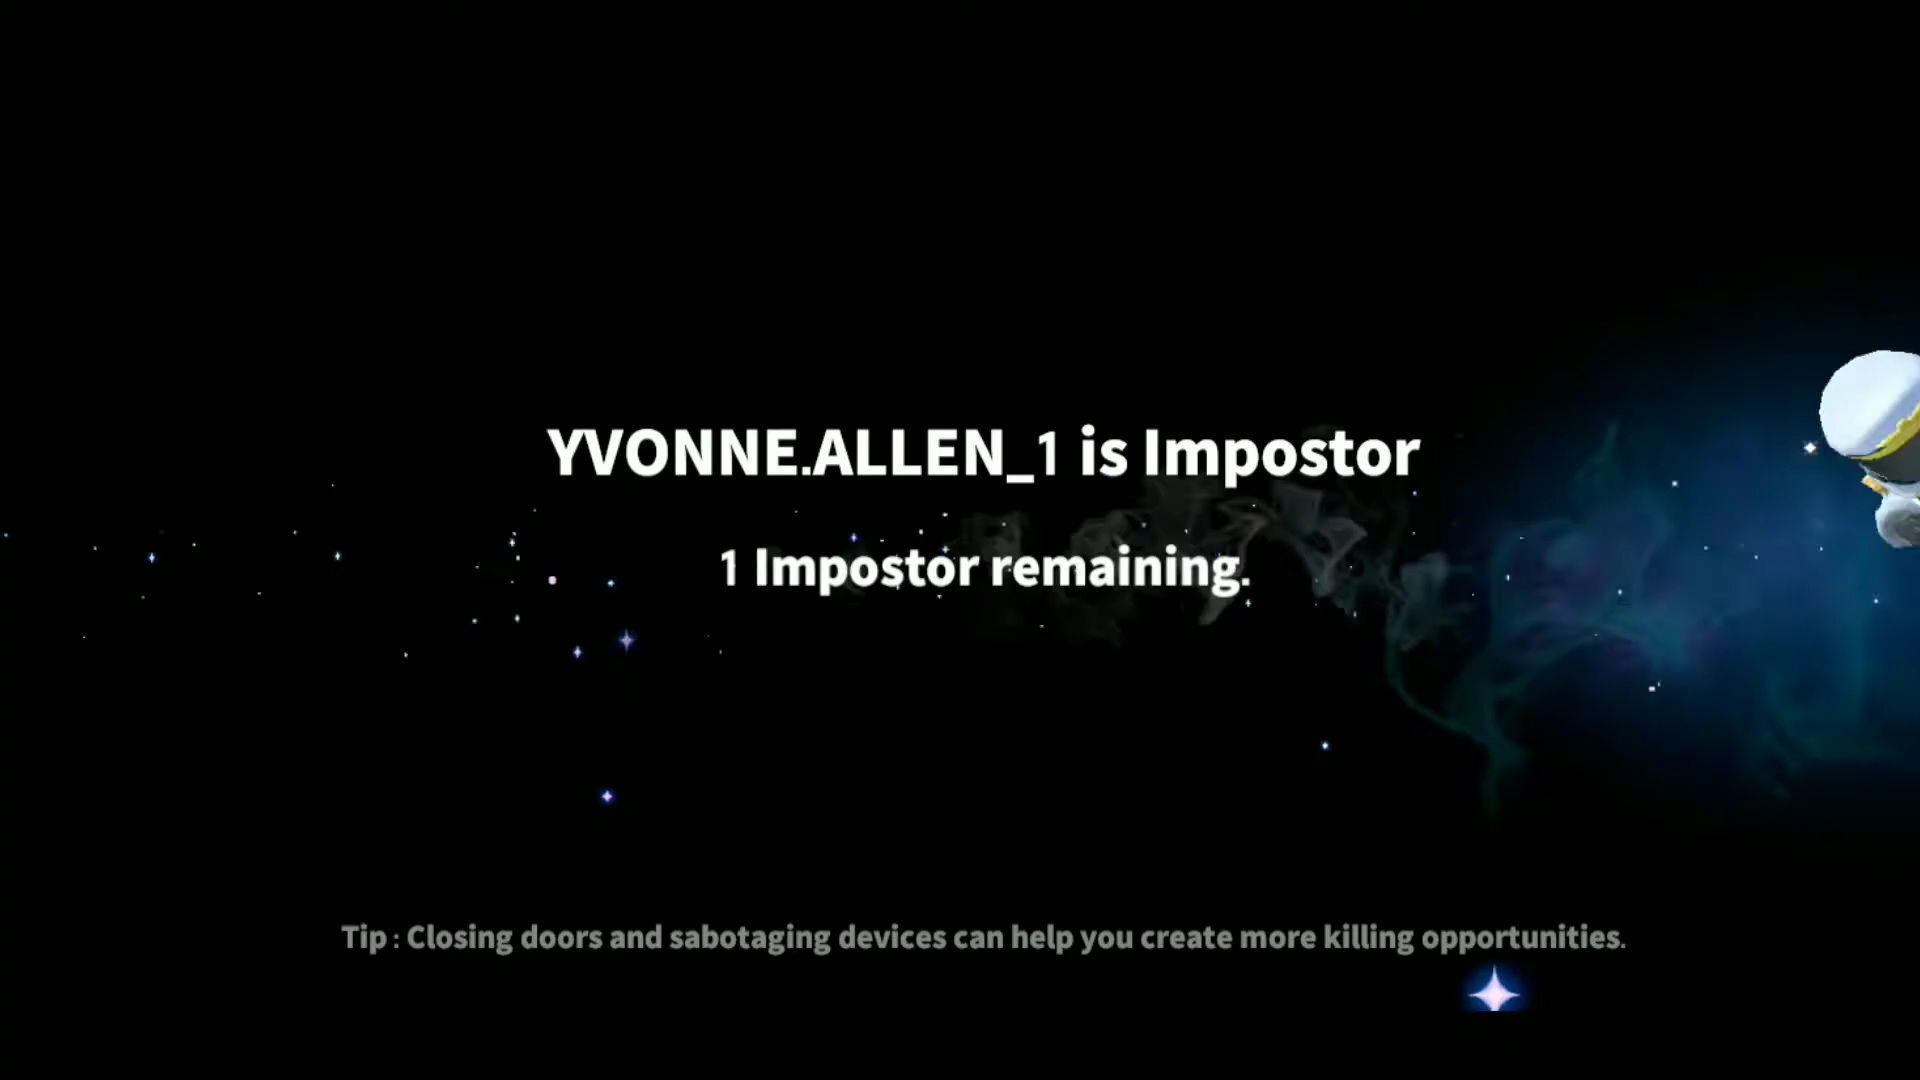 YVONNE.ALLEN_1 is Impostor
1 Impostor remaining.
Tip : Closing doors and sabotaging devices can help you create more killing opportunities.